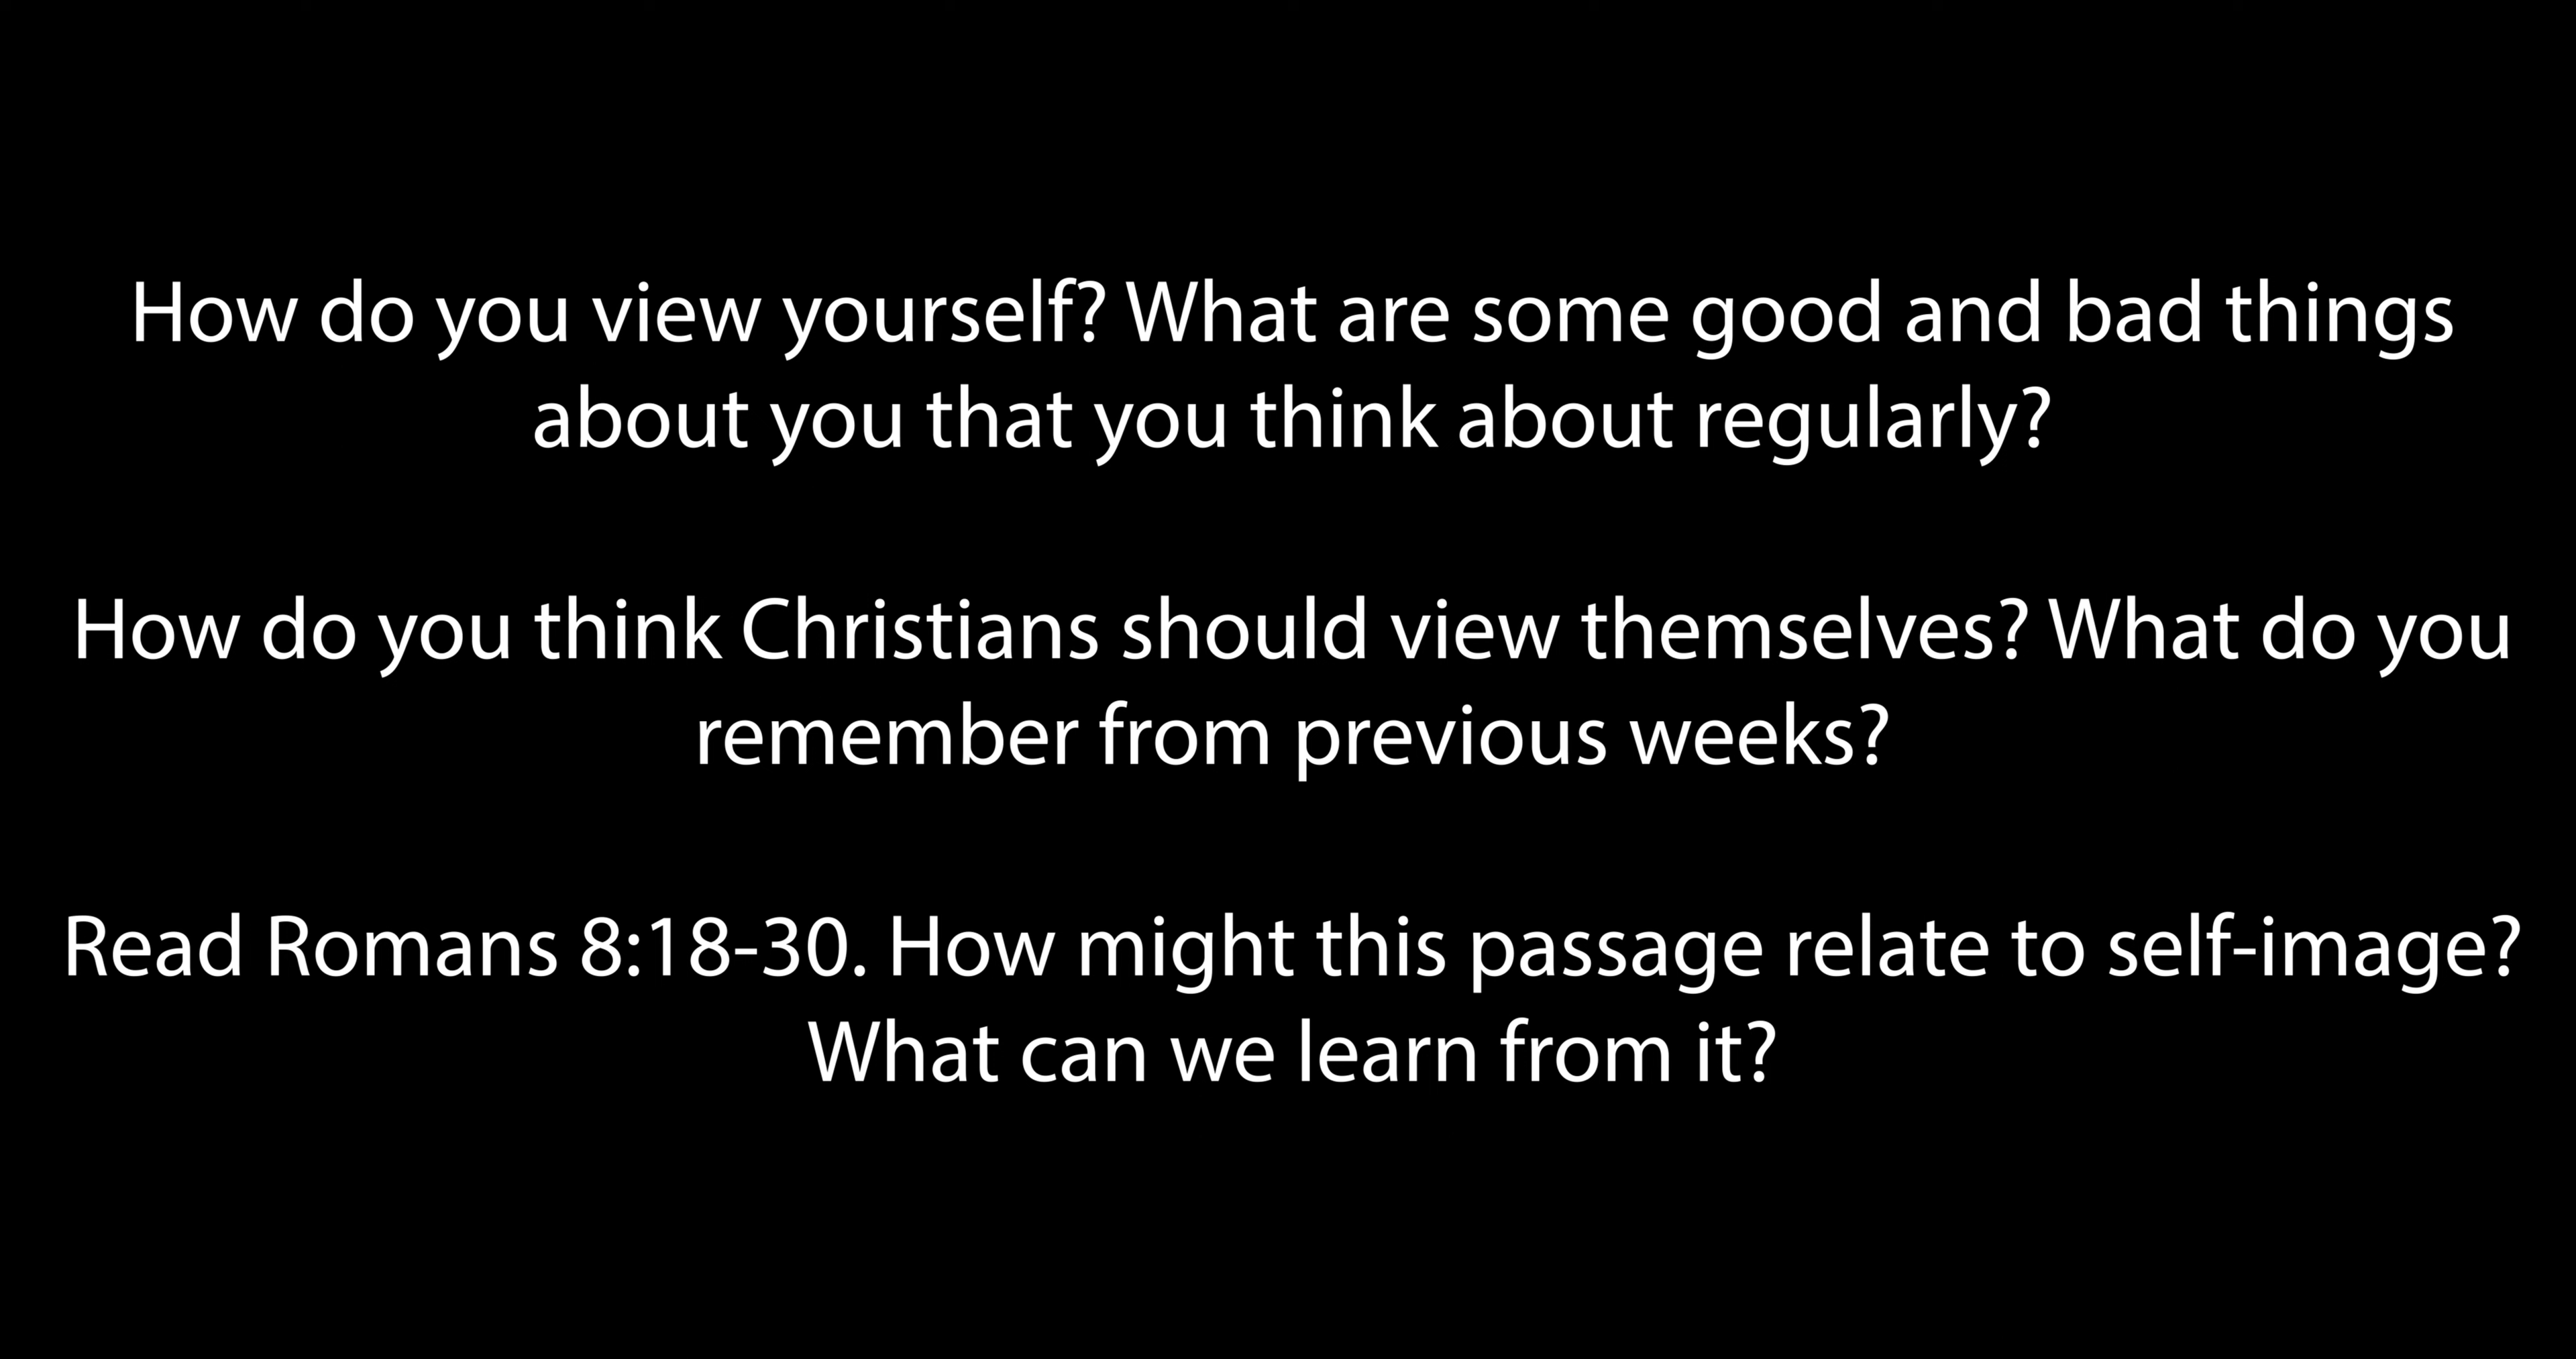 How do you view yourself? What are some good and bad things
about you that you think about regularly?
How do you think Christians should view themselves? What do you
remember from previous weeks?
Read Romans 8:18-30. How might this passage relate to self-image?
What can we learn from it?